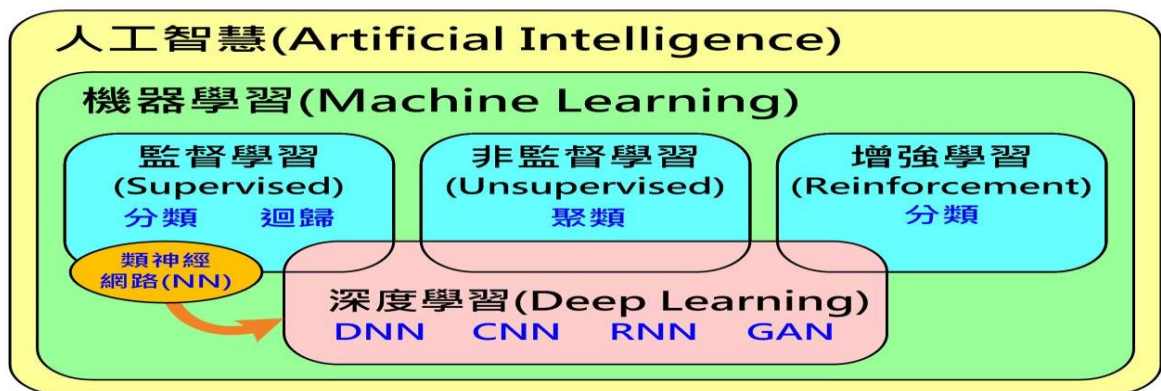 人工智慧(Artificial Intelligence)
機器學習(Machine Learning)
監督學習
(Supervised)
分類 迴歸
非監督學習
(Unsupervised)
聚類
增強學習
(Reinforcement)
分類
類神經
網路(NN)
深度學習(Deep Learning)
DNN CNN RNN GAN